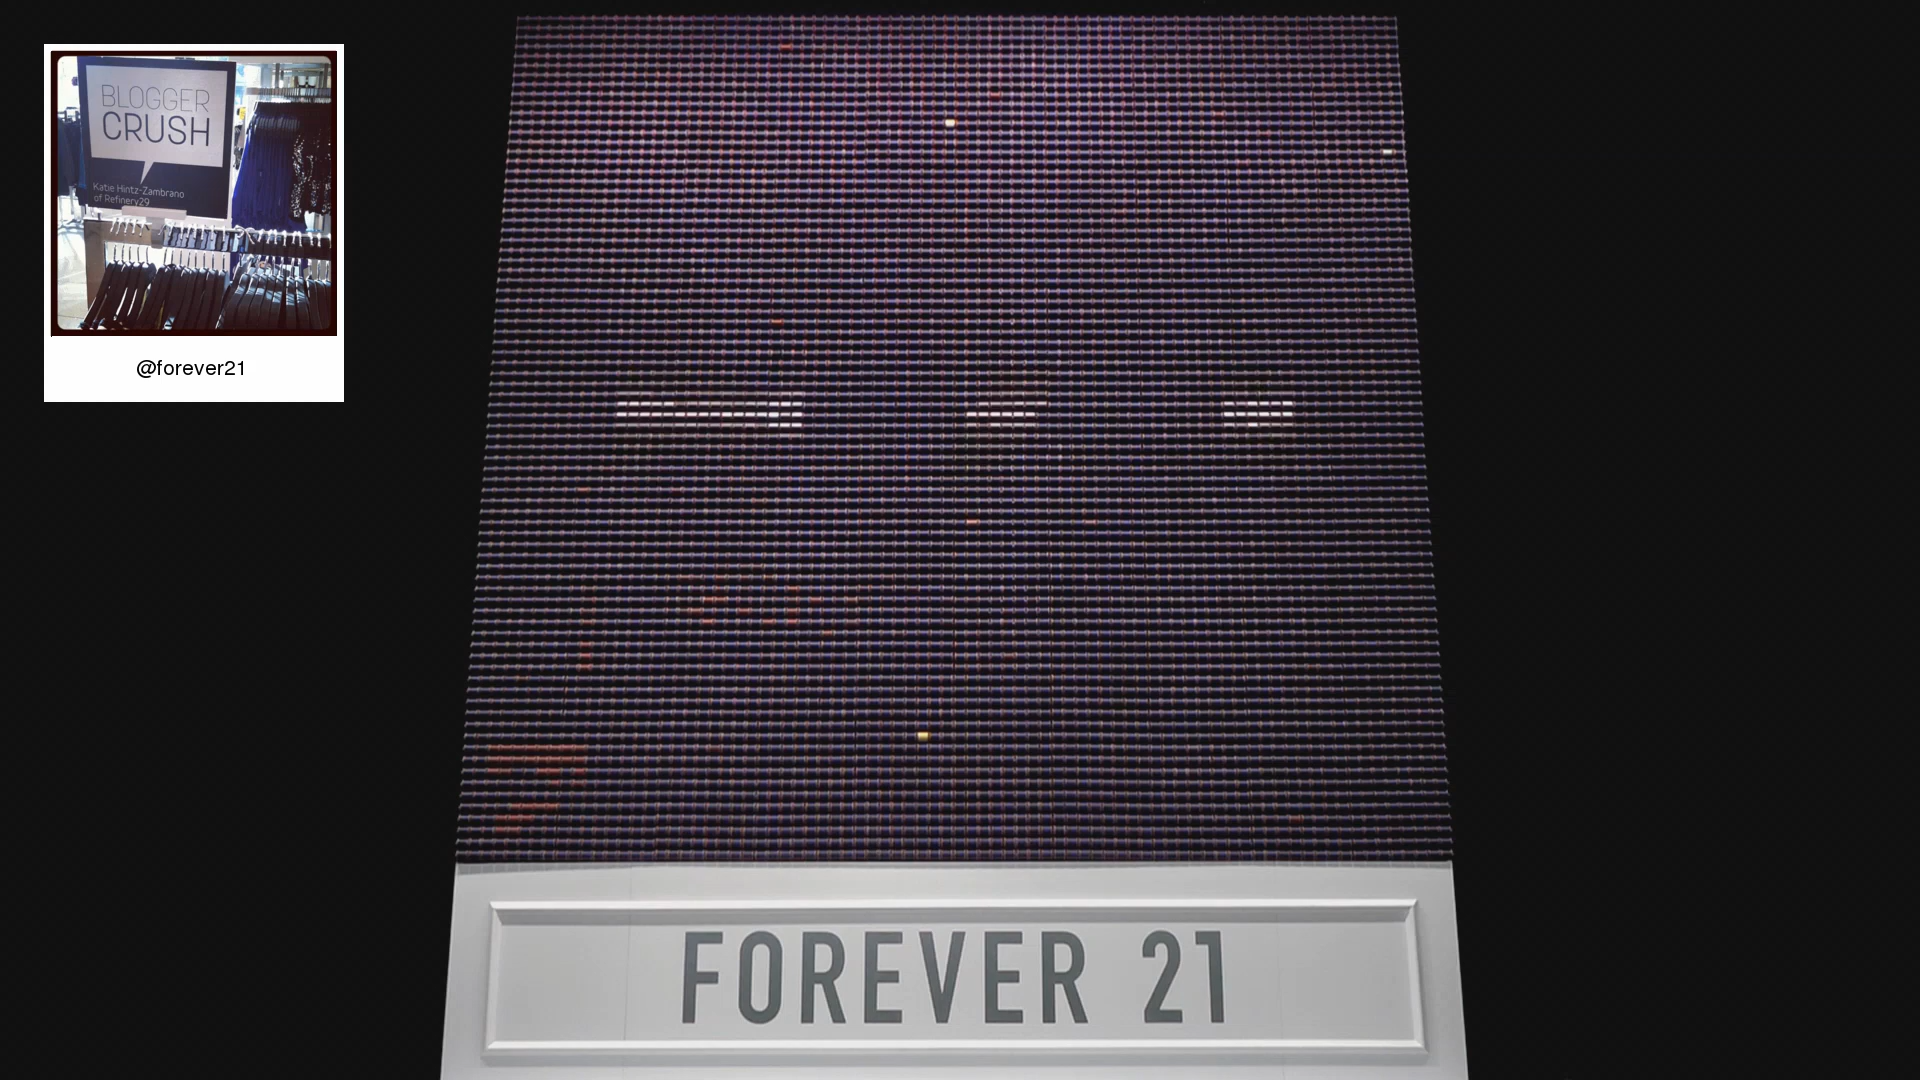 BLOGGER
CRUSH
Katie Hintz-Zambrano
of Refinery29
@forever21
FOREVER 21